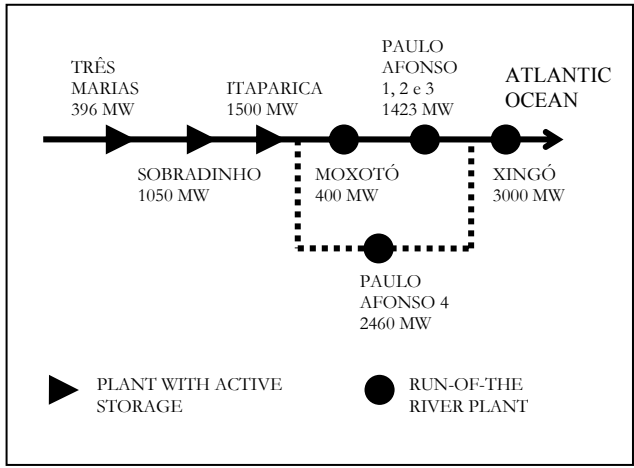 TRÊS
MARIAS
396 MW
ITAPARICA
1500 MW
PAULO
AFONSO
1, 2 e 3
1423 MW
ATLANTIC
OCEAN
SOBRADINHO
1050 MW
MOXOTÓ
400 MW
XINGÓ
3000 MW
PAULO
AFONSO 4
2460 MW
PLANT WITH ACTIVE
STORAGE
RUN-OF-THE
RIVER PLANT